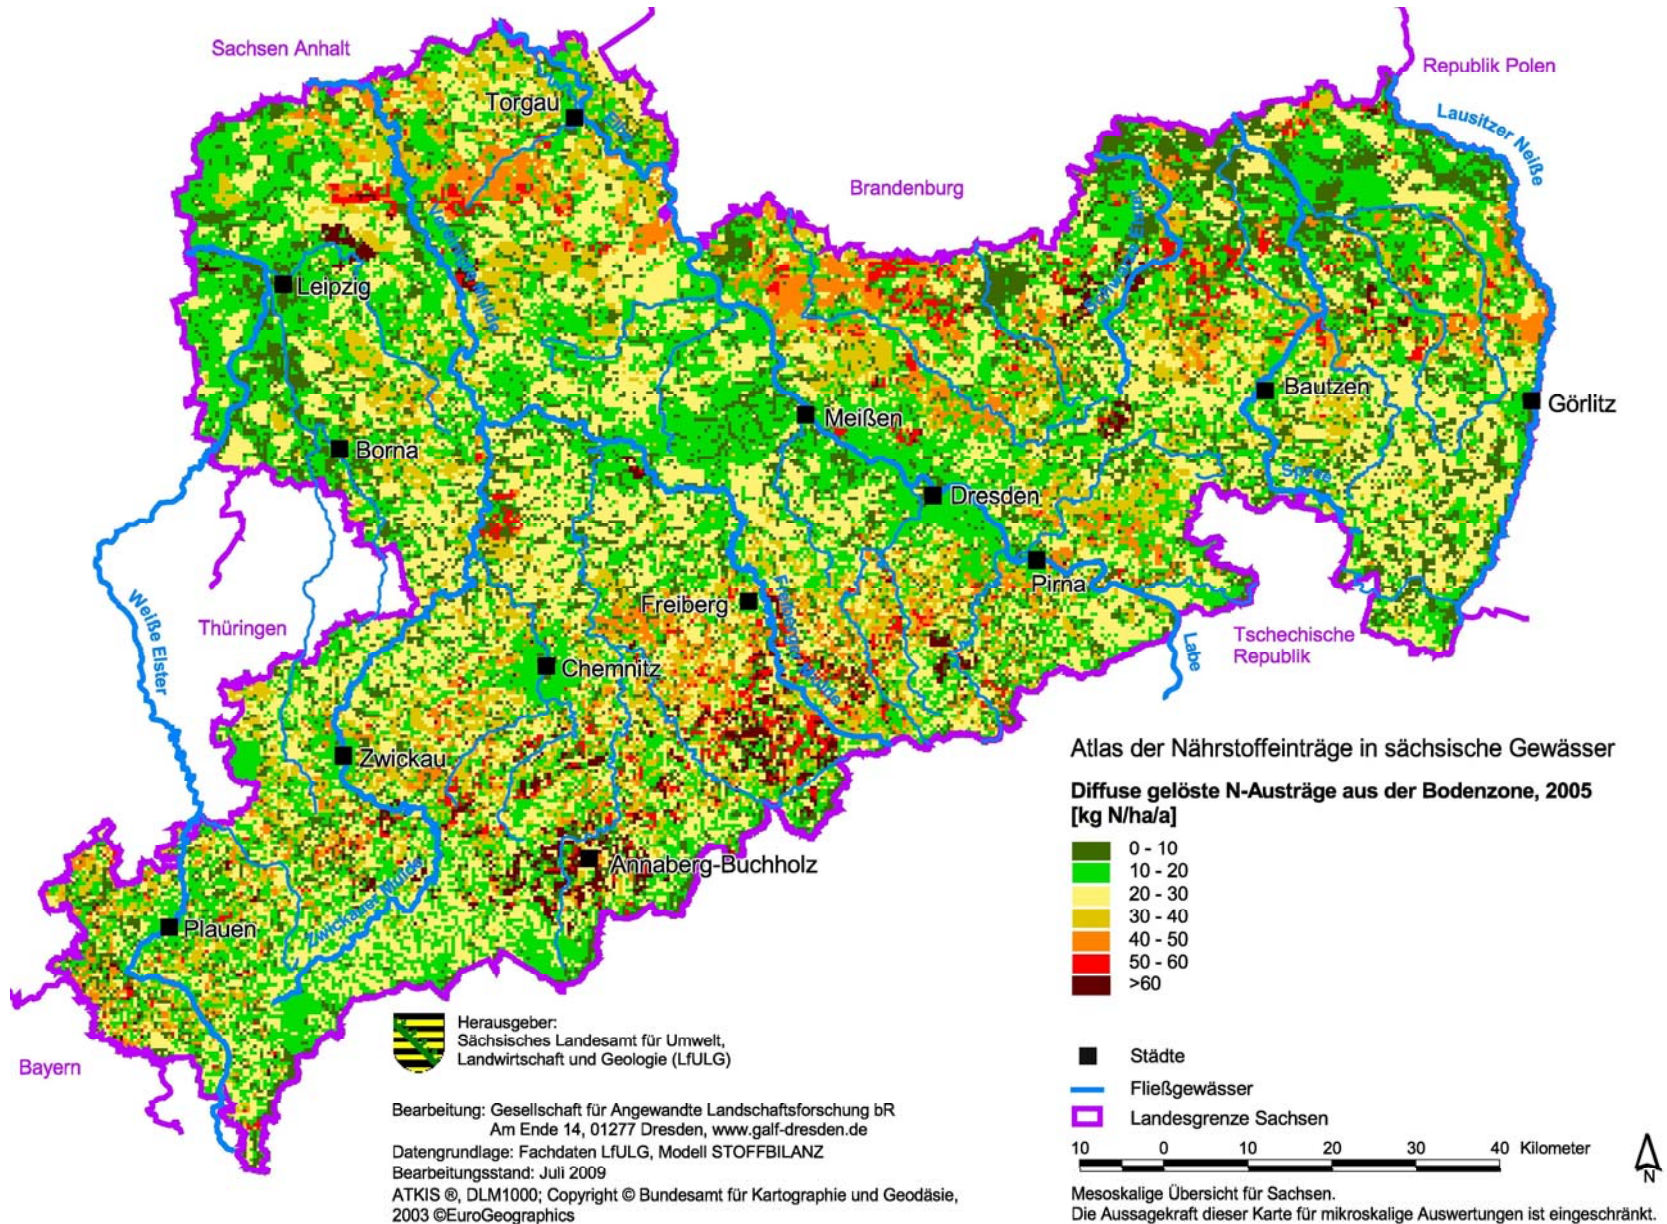 Sachsen Anhalt
Republik Polen
Torgau
Elbe
Lausitzer Neiße
Brandenburg
Vereinigte Mulde
Schwarze Elster
Leipzig
Bautzen
Görlitz
Meißen
Borna
Spree
Dresden
Pirna
Freiberg
Weiße Elster
Thüringen
Freiberger Mulde
Tschechische
Republik
Labe
Chemnitz
Zwickau
Annaberg-Buchholz
Zwickauer Mulde
Plauen
Bayern
Atlas der Nährstoffeinträge in sächsische Gewässer
Diffuse gelöste N-Austräge aus der Bodenzone, 2005
[kg N/ha/a]
0 - 10
10 - 20
20 - 30
30 - 40
40 - 50
50 - 60
>60
Städte
Fließgewässer
Landesgrenze Sachsen
10 0 10 20 30 40 Kilometer
N
Mesoskalige Übersicht für Sachsen.
Die Aussagekraft dieser Karte für mikroskalige Auswertungen ist eingeschränkt.
Herausgeber:
Sächsisches Landesamt für Umwelt,
Landwirtschaft und Geologie (LfULG)
Bearbeitung: Gesellschaft für Angewandte Landschaftsforschung bR
Am Ende 14, 01277 Dresden, www.galf-dresden.de
Datengrundlage: Fachdaten LfULG, Modell STOFFBILANZ
Bearbeitungsstand: Juli 2009
ATKIS ®, DLM1000; Copyright © Bundesamt für Kartographie und Geodäsie,
2003 ©EuroGeographics